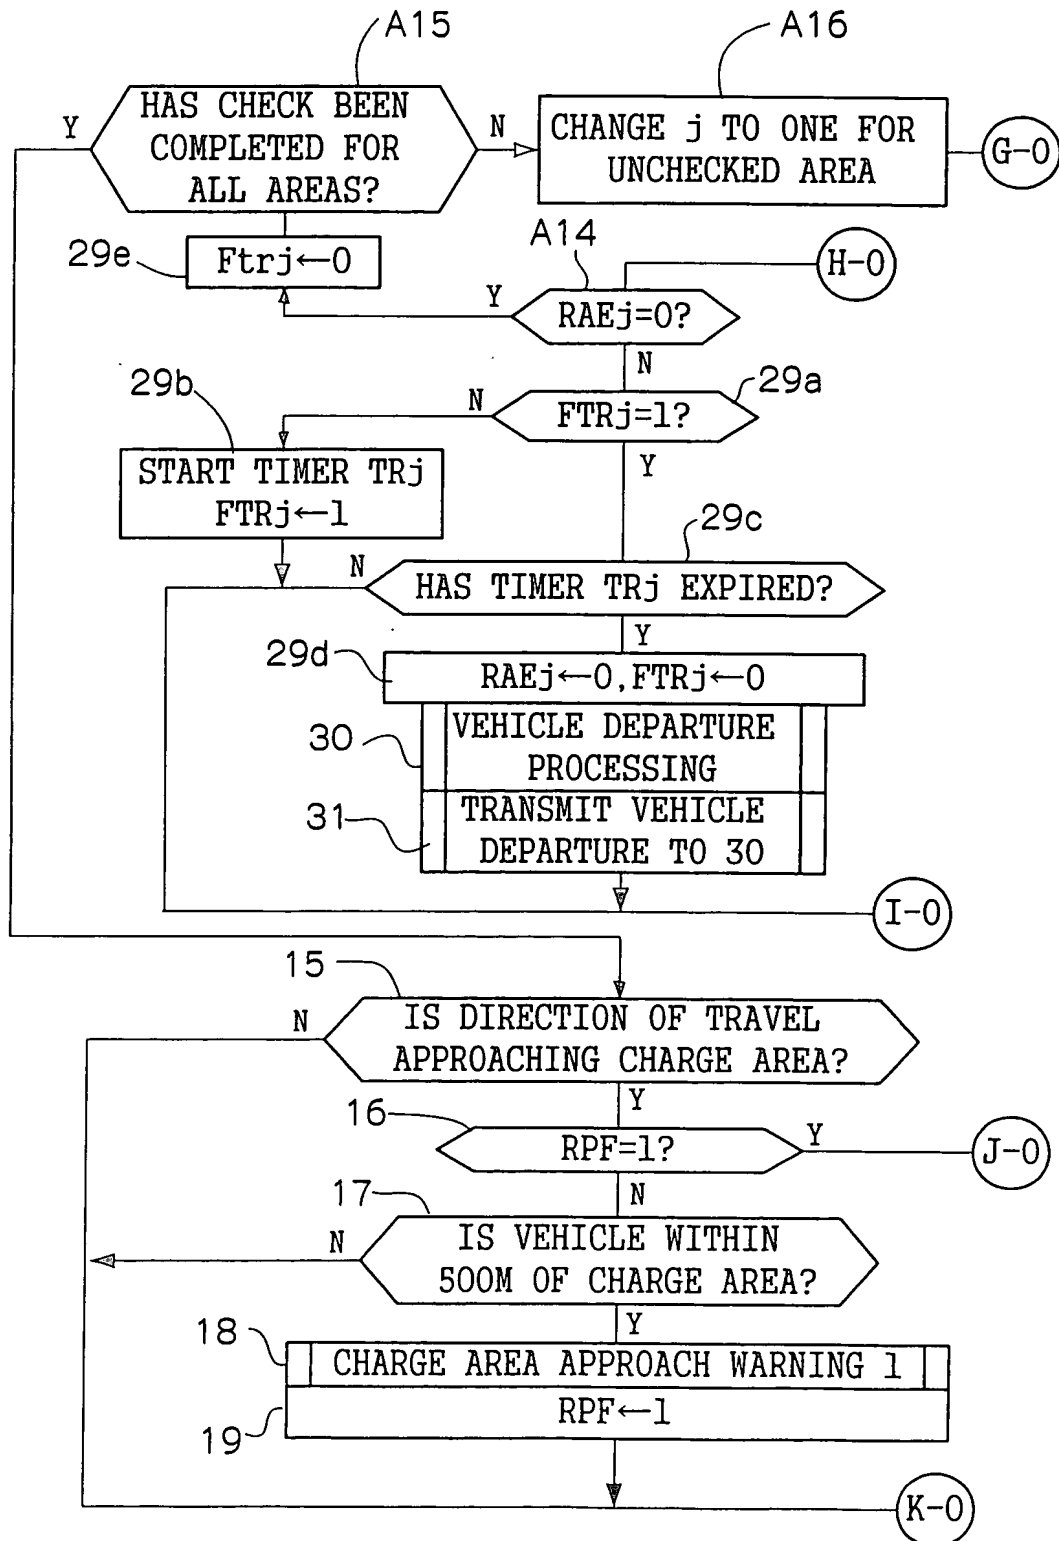 A15
A16
HAS CHECK BEEN
COMPLETED FOR
ALL AREAS?
Y
N
CHANGE j TO ONE FOR
UNCHECKED AREA
G-0
29e
Ftrj←0
A14
H-0
Y
RAEj=0?
N
29b
N
29a
FTRj=1?
Y
START TIMER TRj
FTRj←1
29c
N
HAS TIMER TRj EXPIRED?
Y
29d
RAEj←0,FTRj←0
30
VEHICLE DEPARTURE
PROCESSING
31
TRANSMIT VEHICLE
DEPARTURE TO 30
I-0
15
N
IS DIRECTION OF TRAVEL
APPROACHING CHARGE AREA?
Y
16
RPF=1?
Y
J-0
N
17
N
IS VEHICLE WITHIN
500M OF CHARGE AREA?
Y
18
CHARGE AREA APPROACH WARNING 1
19
RPF←1
K-0